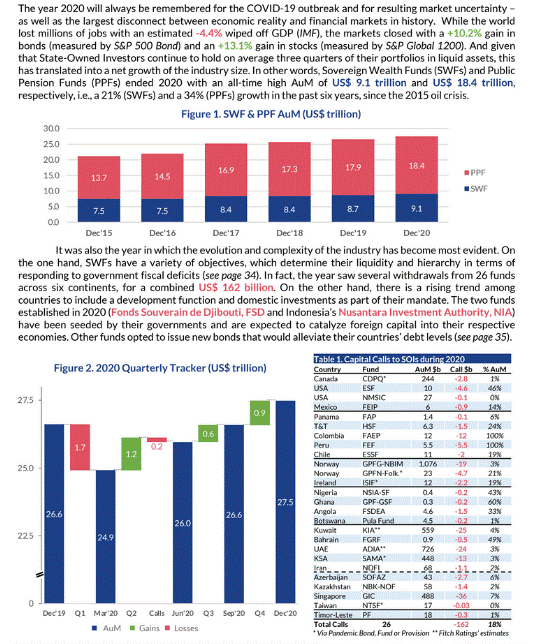 The year 2020 will always be remembered for the COVID-19 outbreak and for resulting market uncertainty –
as well as the largest disconnect between economic reality and financial markets in history. While the world
lost millions of jobs with an estimated -4.4% wiped off GDP (IMF), the markets closed with a +10.2% gain in
bonds (measured by S&P 500 Bond) and an +13.1% gain in stocks (measured by S&P Global 1200). And given
that State-Owned Investors continue to hold on average three quarters of their portfolios in liquid assets, this
has translated into a net growth of the industry size. In other words, Sovereign Wealth Funds (SWFs) and Public
Pension Funds (PPFs) ended 2020 with an all-time high AuM of US$ 9.1 trillion and US$ 18.4 trillion,
respectively, i.e., a 21% (SWFs) and a 34% (PPFs) growth in the past six years, since the 2015 oil crisis.
Figure 1. SWF & PPF AuM (US$ trillion)
30.0
25.0
20.0
15.0
10.0
5.0
0.0
13.7 14.5 16.9 17.3 17.9 18.4
7.5 7.5 8.4 8.4 8.7 9.1
Dec'15 Dec'16 Dec'17 Dec'18 Dec'19 Dec'20
PPF
SWF
It was also the year in which the evolution and complexity of the industry has become most evident. On
the one hand, SWFs have a variety of objectives, which determine their liquidity and hierarchy in terms of
responding to government fiscal deficits (see page 34). In fact, the year saw several withdrawals from 26 funds
across six continents, for a combined US$ 162 billion. On the other hand, there is a rising trend among
countries to include a development function and domestic investments as part of their mandate. The two funds
established in 2020 (Fonds Souverain de Djibouti, FSD and Indonesia's Nusantara Investment Authority, NIA)
have been seeded by their governments and are expected to catalyze foreign capital into their respective
economies. Other funds opted to issue new bonds that would alleviate their countries' debt levels (see page 35).
Figure 2. 2020 Quarterly Tracker (US$ trillion)
27.5
25.0
22.5
0
26.6 1.7 24.9 1.2 0.2 26.0 0.6 26.6 0.9 27.5
Dec'19 Q1 Mar'20 Q2 Calls Jun'20 Q3 Sep'20 Q4 Dec'20
AuM Gains Losses
Table 1. Capital Calls to SOIs during 2020
Country Fund AuM $b Call $b % AuM
Canada CDPQ* 244 -2.8 1%
USA ESF 10 -4.6 46%
USA NMSIC 27 -0.1 0%
Mexico FEIP 6 -0.9 14%
Panama FAP 1.4 -0.1 6%
T&T HSF 6.3 -1.5 24%
Colombia FAEP 12 -12 100%
Peru FEF 5.5 -5.5 100%
Chile ESSF 11 -2 19%
Norway GPFG-NBIM 1,076 -19 3%
Norway GPFN-Folk.* 23 -4.7 21%
Ireland ISIF* 12 -2.2 19%
Nigeria NSIA-SF 0.4 -0.2 43%
Ghana GPF-GSF 0.3 -0.2 60%
Angola FSDEA 4.6 -1.5 33%
Botswana Pula Fund 4.5 -0.2 1%
Kuwait KIA** 559 -25 4%
Bahrain FGRF 0.9 -0.5 49%
UAE ADIA** 726 -24 3%
KSA SAMA* 448 -13 3%
Iran NDFI 68 -1.1 2%
Azerbaijan SOFAZ 43 -2.7 6%
Kazakhstan NBK-NOF 58 -1.4 2%
Singapore GIC 488 -36 7%
Taiwan NTSF* 17 -0.03 0%
Timor-Leste PF 18 -0.3 1%
Total Calls 26 -162 18%
* Via Pandemic Bond, Fund or Provision ** Fitch Ratings' estimates